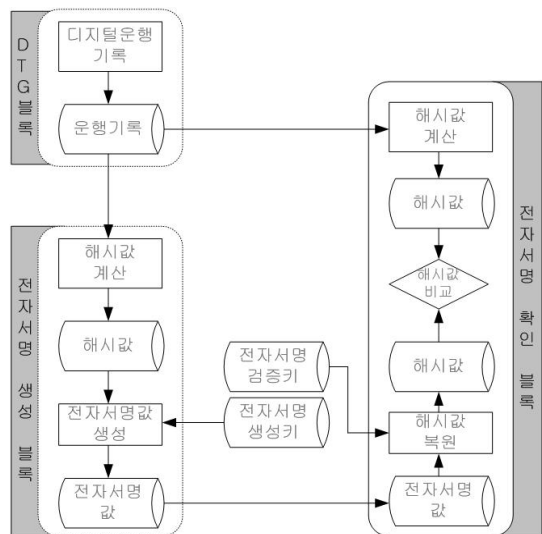 DTG블록
디지털운행
기록
운행기록
전자서명 생성 블록
해시값
계산
해시값
전자서명값
생성
전자서명
값
전자서명
검증키
전자서명
생성키
전자서명 확인 블록
해시값
계산
해시값
해시값
비교
해시값
해시값
복원
전자서명
값